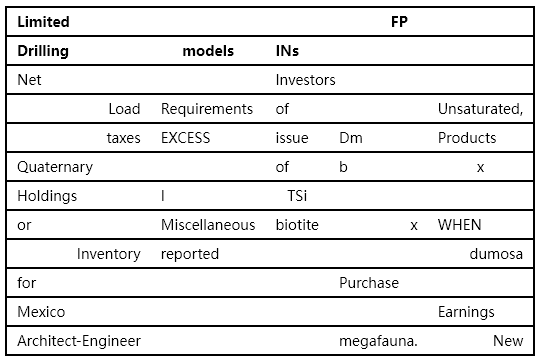 Limited FP
Drilling models INs
Net Investors
Load Requirements of Unsaturated,
taxes EXCESS issue Dm Products
Quaternary of b x
Holdings I TSi
or Miscellaneous biotite x WHEN
Inventory reported dumosa
for Purchase
Mexico Earnings
Architect-Engineer megafauna. New